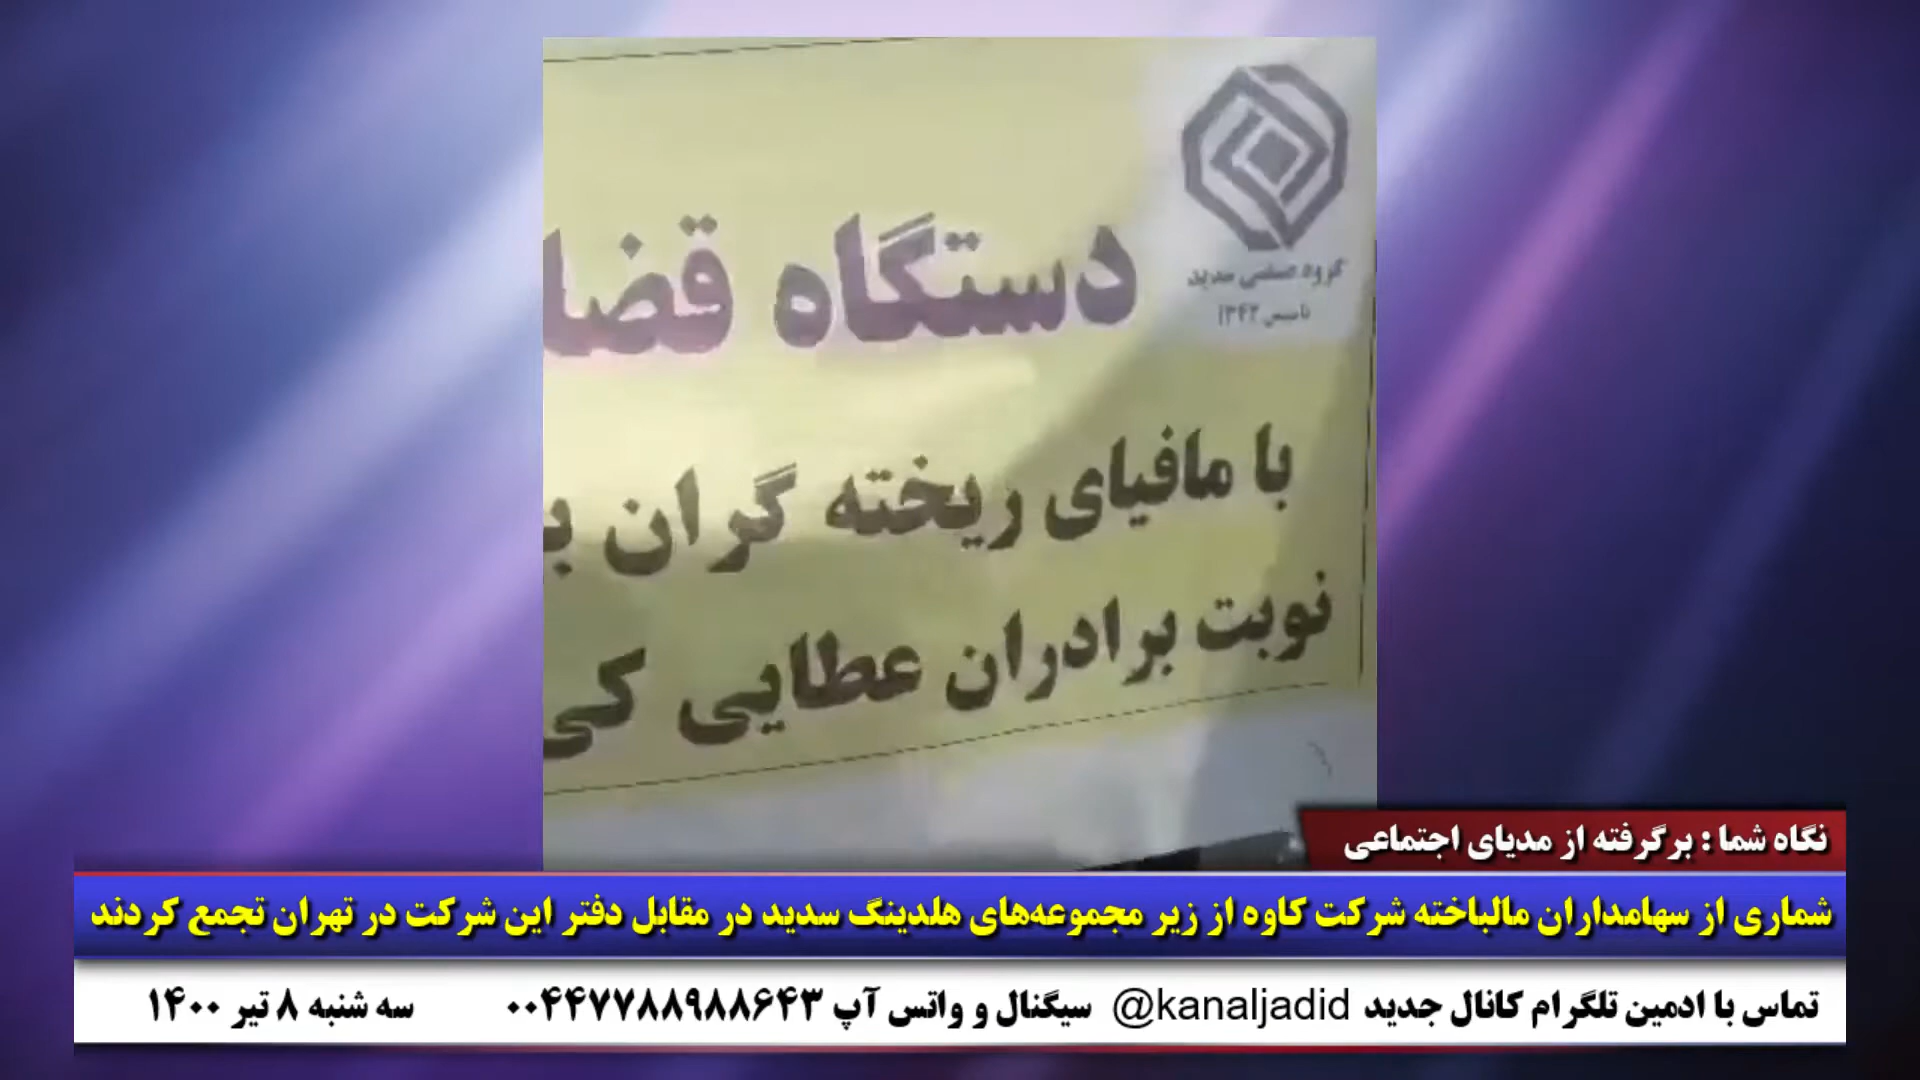 گروه صنعتی سدید
تاسیس ۱۳۴۲
دستگاه قضا
با مافیای ریخته گران
نوبت برادران عطایی کی
نگاه شما : برگرفته از مدیای اجتماعی
شماری از سهامداران مالباخته شرکت کاوه از زیر مجموعه‌های هلدینگ سدید در مقابل دفتر این شرکت در تهران تجمع کردند
تماس با ادمین تلگرام کانال جدید @kanaljadid سیگنال و واتس آپ ۰۰۴۴۷۷۸۸۹۸۸۶۴۳ سه شنبه ۸ تیر ۱۴۰۰